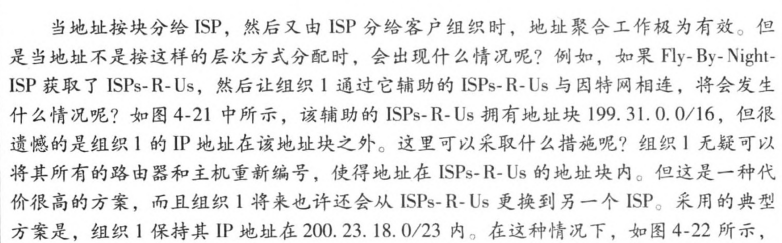 当地址按块分给 ISP，然后又由 ISP 分给客户组织时，地址聚合工作极为有效。但
是当地址不是按这样的层次方式分配时，会出现什么情况呢？例如，如果 Fly-By-Night-
ISP 获取了 ISPs-R-Us，然后让组织 1 通过它辅助的 ISPs-R-Us 与因特网相连，将会发生
什么情况呢？如图 4-21 中所示，该辅助的 ISPs-R-Us 拥有地址块 199.31.0.0/16，但很
遗憾的是组织 1 的 IP 地址在该地址块之外。这里可以采取什么措施呢？组织 1 无疑可以
将其所有的路由器和主机重新编号，使得地址在 ISPs-R-Us 的地址块内。但这是一种代
价很高的方案，而且组织 1 将来也许还会从 ISPs-R-Us 更换到另一个 ISP。采用的典型
方案是，组织 1 保持其 IP 地址在 200.23.18.0/23 内。在这种情况下，如图 4-22 所示，